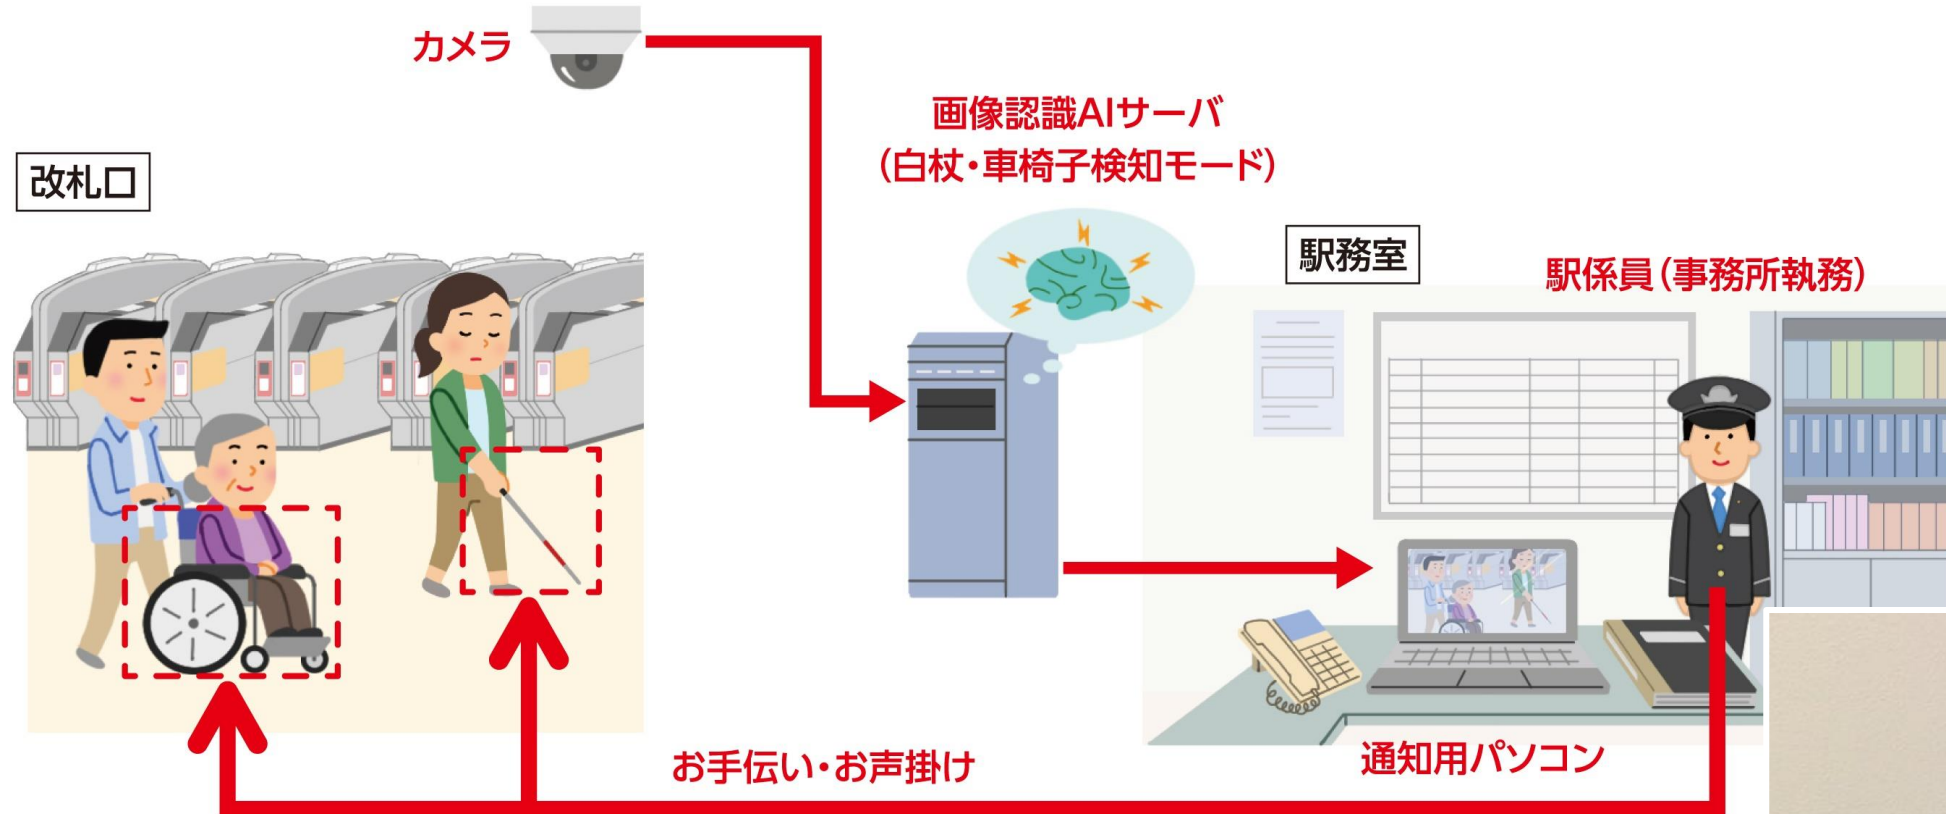 カメラ
画像認識AIサーバ
（白杖・車椅子検知モード）
改札口
駅務室
駅係員（事務所執務）
お手伝い・お声掛け
通知用パソコン